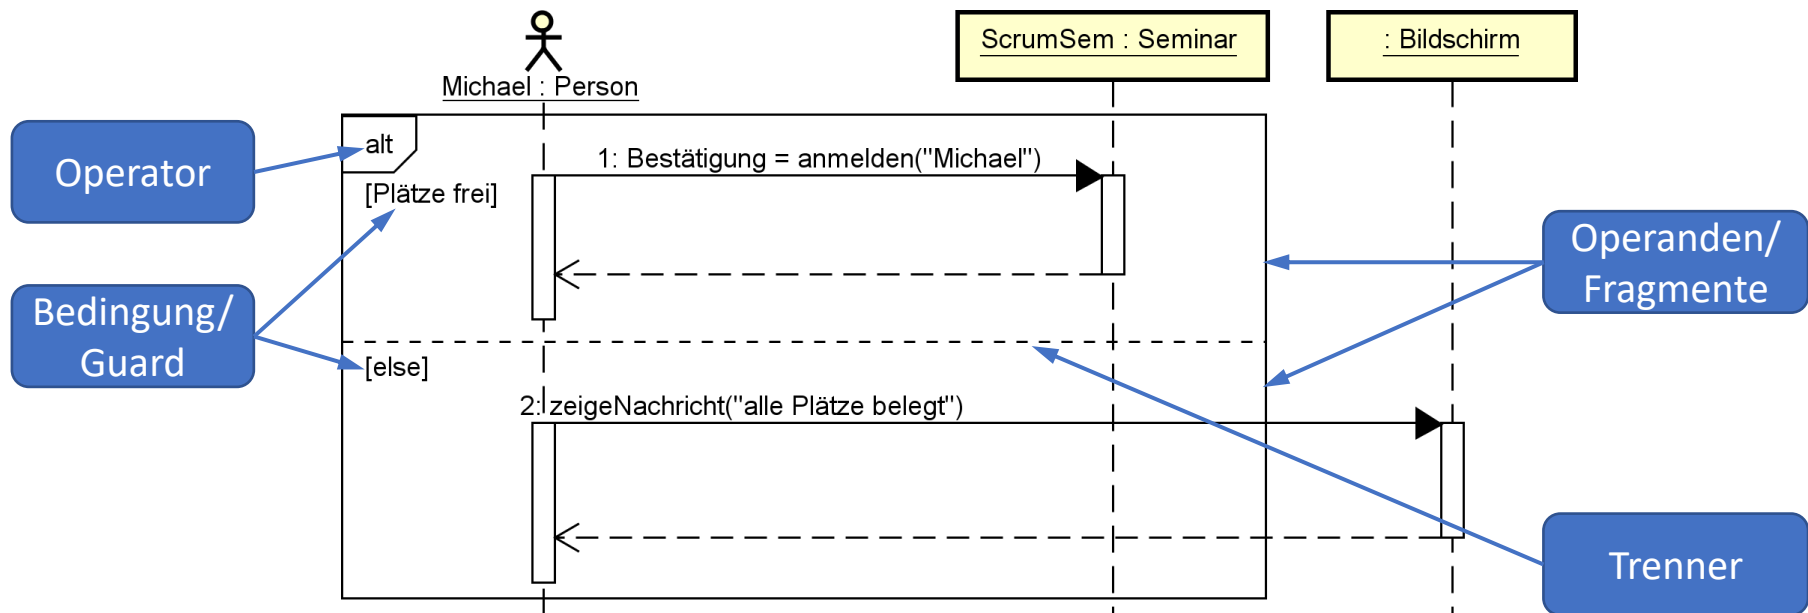 Michael : Person
ScrumSem : Seminar
: Bildschirm
Operator
alt
1: Bestätigung = anmelden("Michael")
[Plätze frei]
Operanden/
Fragmente
Bedingung/
Guard
[else]
2: zeigeNachricht("alle Plätze belegt")
Trenner